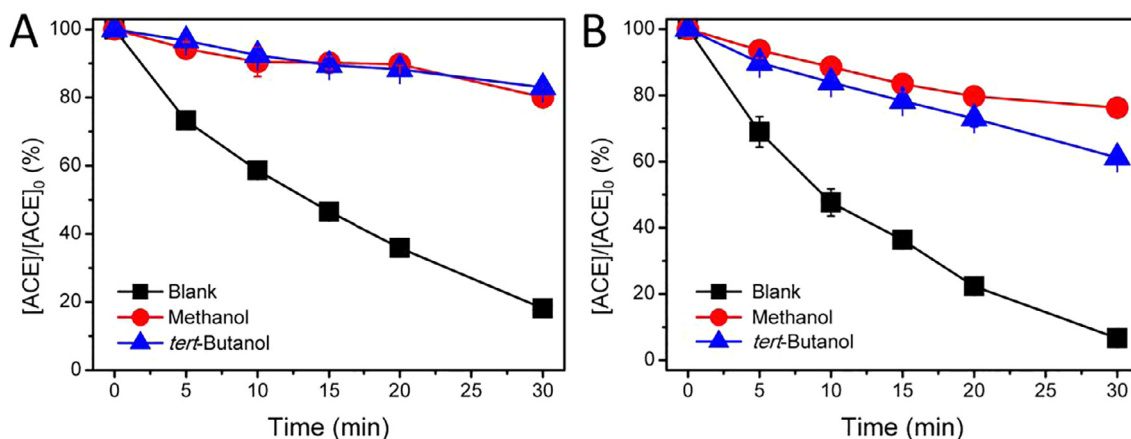 A
[ACE]/[ACE]₀ (%)
100
80
60
40
20
0
Blank
Methanol
tert-Butanol
0 5 10 15 20 25 30
Time (min)
B
[ACE]/[ACE]₀ (%)
100
80
60
40
20
0
Blank
Methanol
tert-Butanol
0 5 10 15 20 25 30
Time (min)